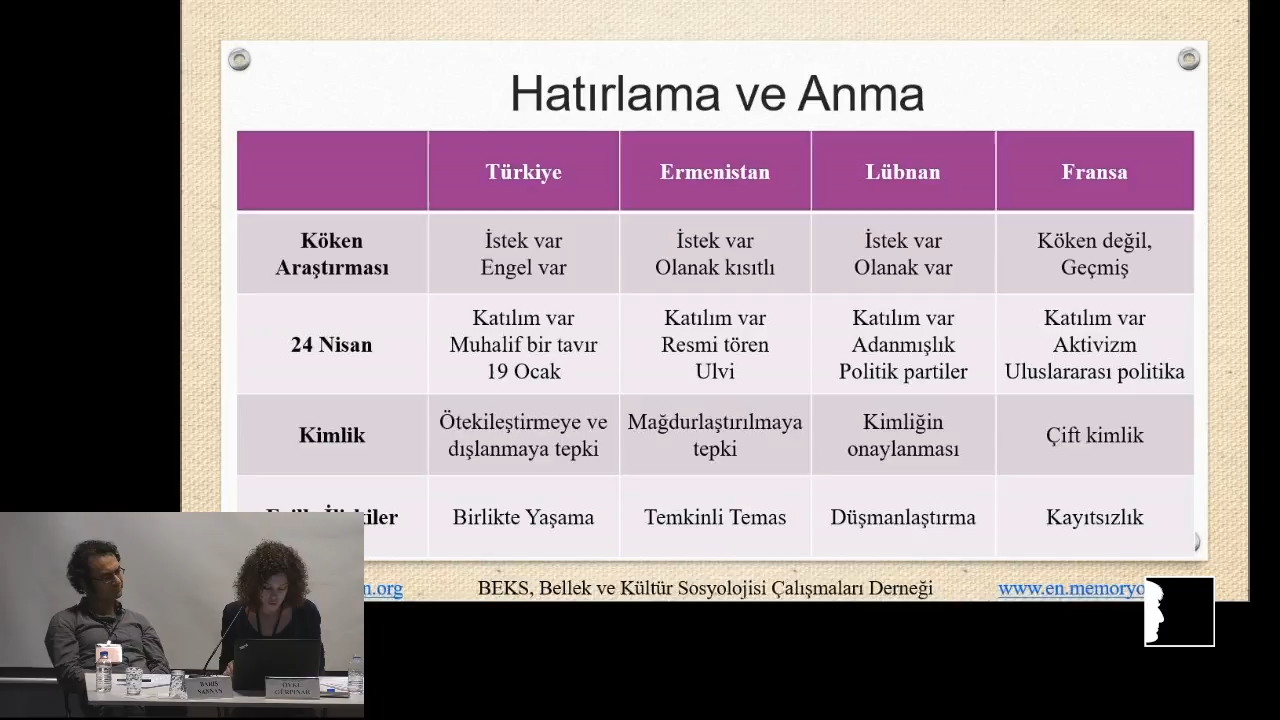 Hatırlama ve Anma
Türkiye Ermenistan Lübnan Fransa
Köken Araştırması
İstek var
Engel var
İstek var
Olanak kısıtlı
İstek var
Olanak var
Köken değil,
Geçmiş
24 Nisan
Katılım var
Muhalif bir tavır
19 Ocak
Katılım var
Resmi tören
Ulvi
Katılım var
Adanmışlık
Politik partiler
Katılım var
Aktivizm
Uluslararası politika
Kimlik
Ötekileştirmeye ve
dışlanmaya tepki
Mağdurlaştırılmaya
tepki
Kimliğin
onaylanması
Çift kimlik
Birlikte Yaşama
Temkinli Temas
Düşmanlaştırma
Kayıtsızlık
BEKS, Bellek ve Kültür Sosyolojisi Çalışmaları Derneği
www.en.memoryo